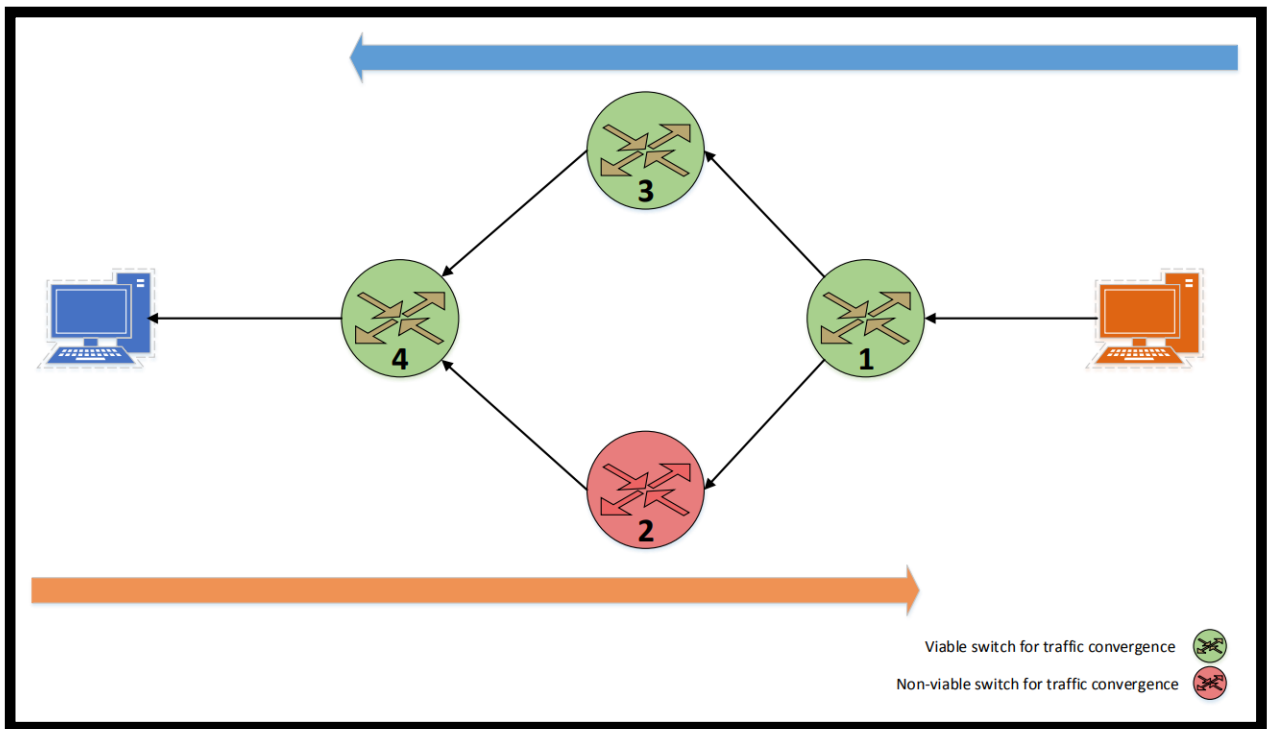 3
4
1
2
Viable switch for traffic convergence
Non-viable switch for traffic convergence